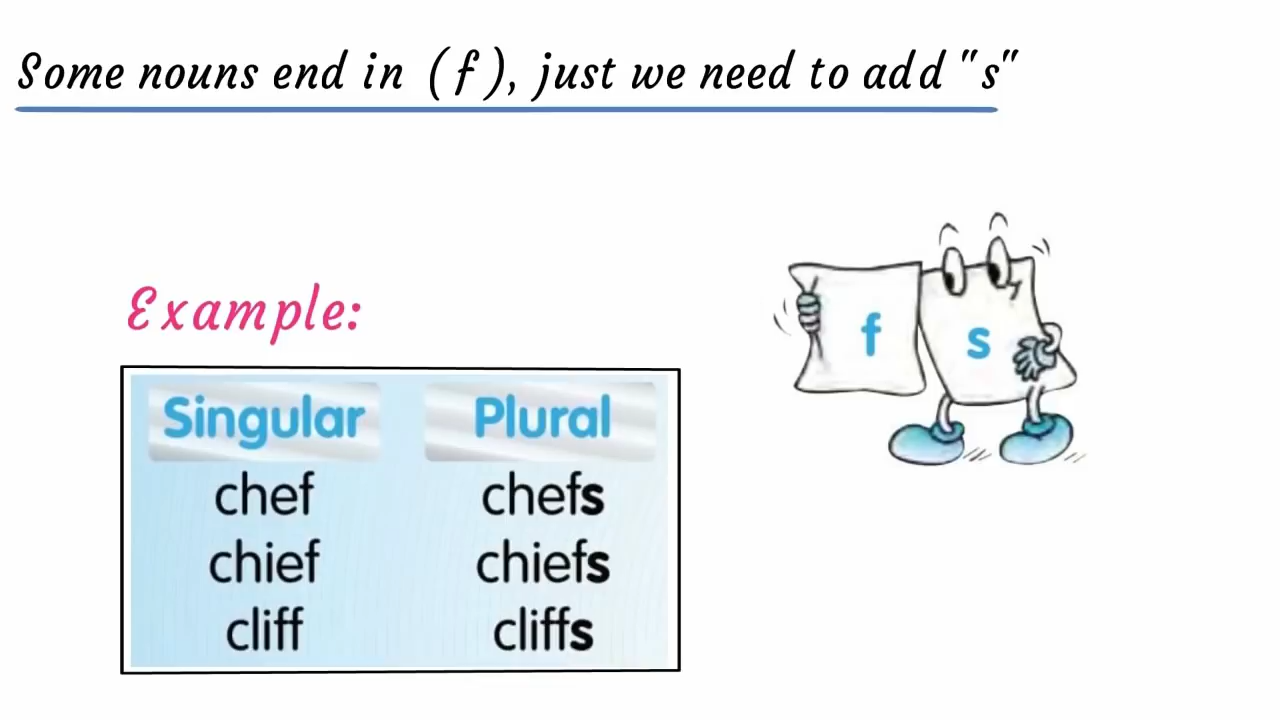 Some nouns end in (f), just we need to add "s"
Example:
f s
Singular Plural
chef chefs
chief chiefs
cliff cliffs